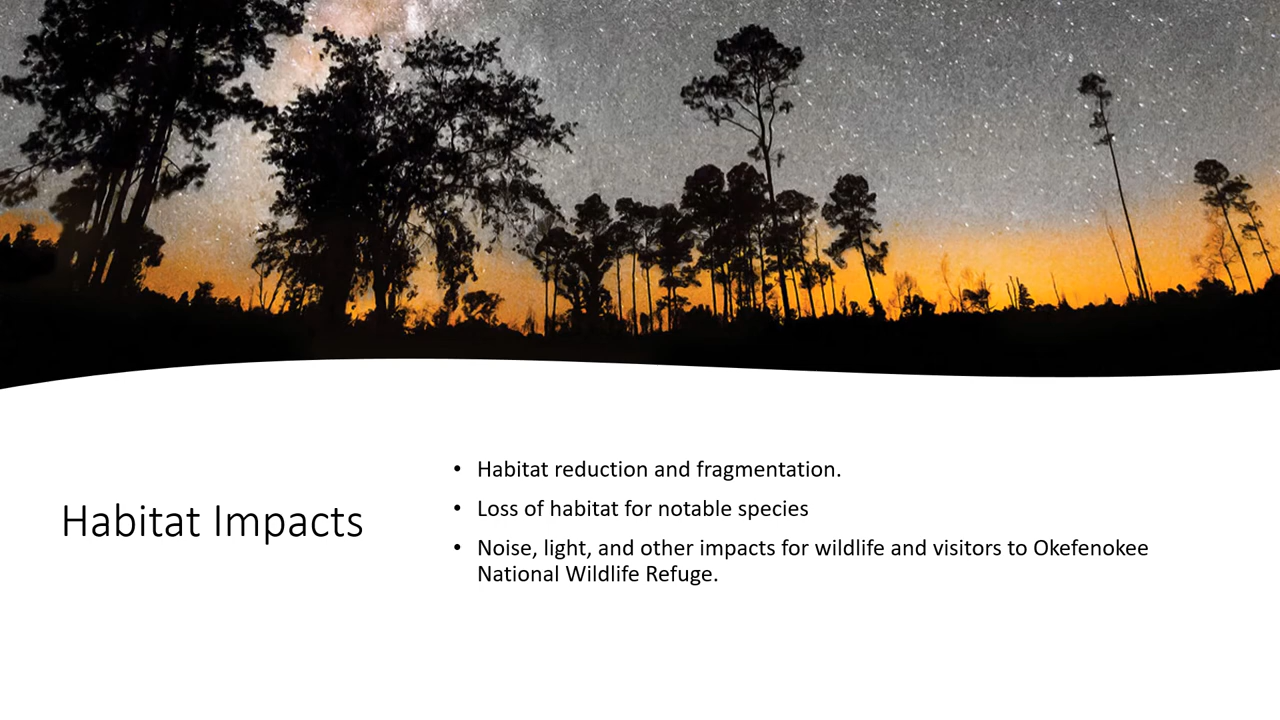 Habitat Impacts
• Habitat reduction and fragmentation.
• Loss of habitat for notable species
• Noise, light, and other impacts for wildlife and visitors to Okefenokee
National Wildlife Refuge.